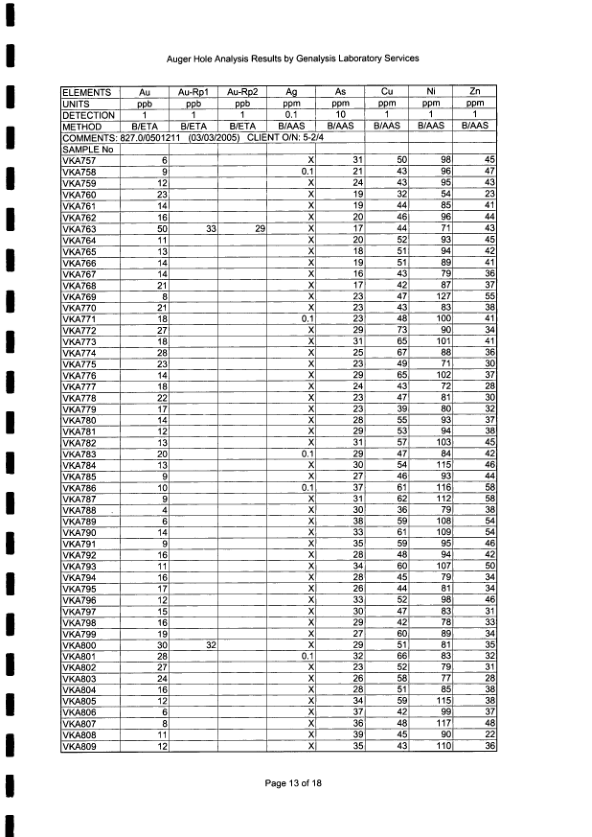 Auger Hole Analysis Results by Genalysis Laboratory Services
ELEMENTS Au Au-Rp1 Au-Rp2 Ag As Cu Ni Zn
UNITS ppb ppb ppb ppm ppm ppm ppm ppm
DETECTION 1 1 1 0.1 10 1 1 1
METHOD B/ETA B/ETA B/ETA B/AAS B/AAS B/AAS B/AAS B/AAS
COMMENTS: 827.0/0501211 (03/03/2005) CLIENT O/N: 5-2/4
SAMPLE No
VKA757 6 X 31 50 98 45
VKA758 9 0.1 21 43 96 47
VKA759 12 X 24 43 95 43
VKA760 23 X 19 32 54 23
VKA761 14 X 19 44 85 41
VKA762 16 X 20 46 96 44
VKA763 50 33 29 X 17 44 71 43
VKA764 11 X 20 52 93 45
VKA765 13 X 18 51 94 42
VKA766 14 X 19 51 89 41
VKA767 14 X 16 43 79 36
VKA768 21 X 17 42 87 37
VKA769 8 X 23 47 127 55
VKA770 21 X 23 43 83 38
VKA771 18 0.1 23 48 100 41
VKA772 27 X 29 73 90 34
VKA773 18 X 31 65 101 41
VKA774 28 X 25 67 88 36
VKA775 23 X 23 49 71 30
VKA776 14 X 29 65 102 37
VKA777 18 X 24 43 72 28
VKA778 22 X 23 47 81 30
VKA779 17 X 23 39 80 32
VKA780 14 X 28 55 93 37
VKA781 12 X 29 53 94 38
VKA782 13 X 31 57 103 45
VKA783 20 0.1 29 47 84 42
VKA784 13 X 30 54 115 46
VKA785 9 X 27 46 93 44
VKA786 10 0.1 37 61 116 58
VKA787 9 X 31 62 112 58
VKA788 4 X 30 36 79 38
VKA789 6 X 38 59 108 54
VKA790 14 X 33 61 109 54
VKA791 9 X 35 59 95 46
VKA792 16 X 28 48 94 42
VKA793 11 X 34 60 107 50
VKA794 16 X 28 45 79 34
VKA795 17 X 26 44 81 34
VKA796 12 X 33 52 98 46
VKA797 15 X 30 47 83 31
VKA798 16 X 29 42 78 33
VKA799 19 X 27 60 89 34
VKA800 30 32 X 29 51 81 35
VKA801 28 0.1 32 66 83 32
VKA802 27 X 23 52 79 31
VKA803 24 X 26 58 77 28
VKA804 16 X 28 51 85 38
VKA805 12 X 34 59 115 38
VKA806 6 X 37 42 99 37
VKA807 8 X 36 48 117 48
VKA808 11 X 39 45 90 22
VKA809 12 X 35 43 110 36
Page 13 of 18